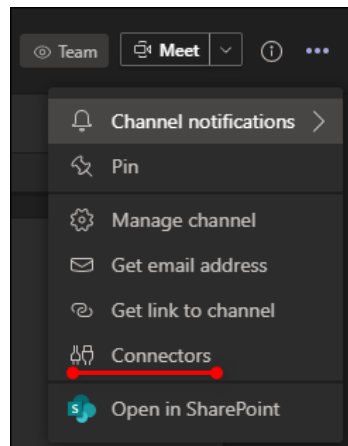 Team Meet
Channel notifications
Pin
Manage channel
Get email address
Get link to channel
Connectors
Open in SharePoint